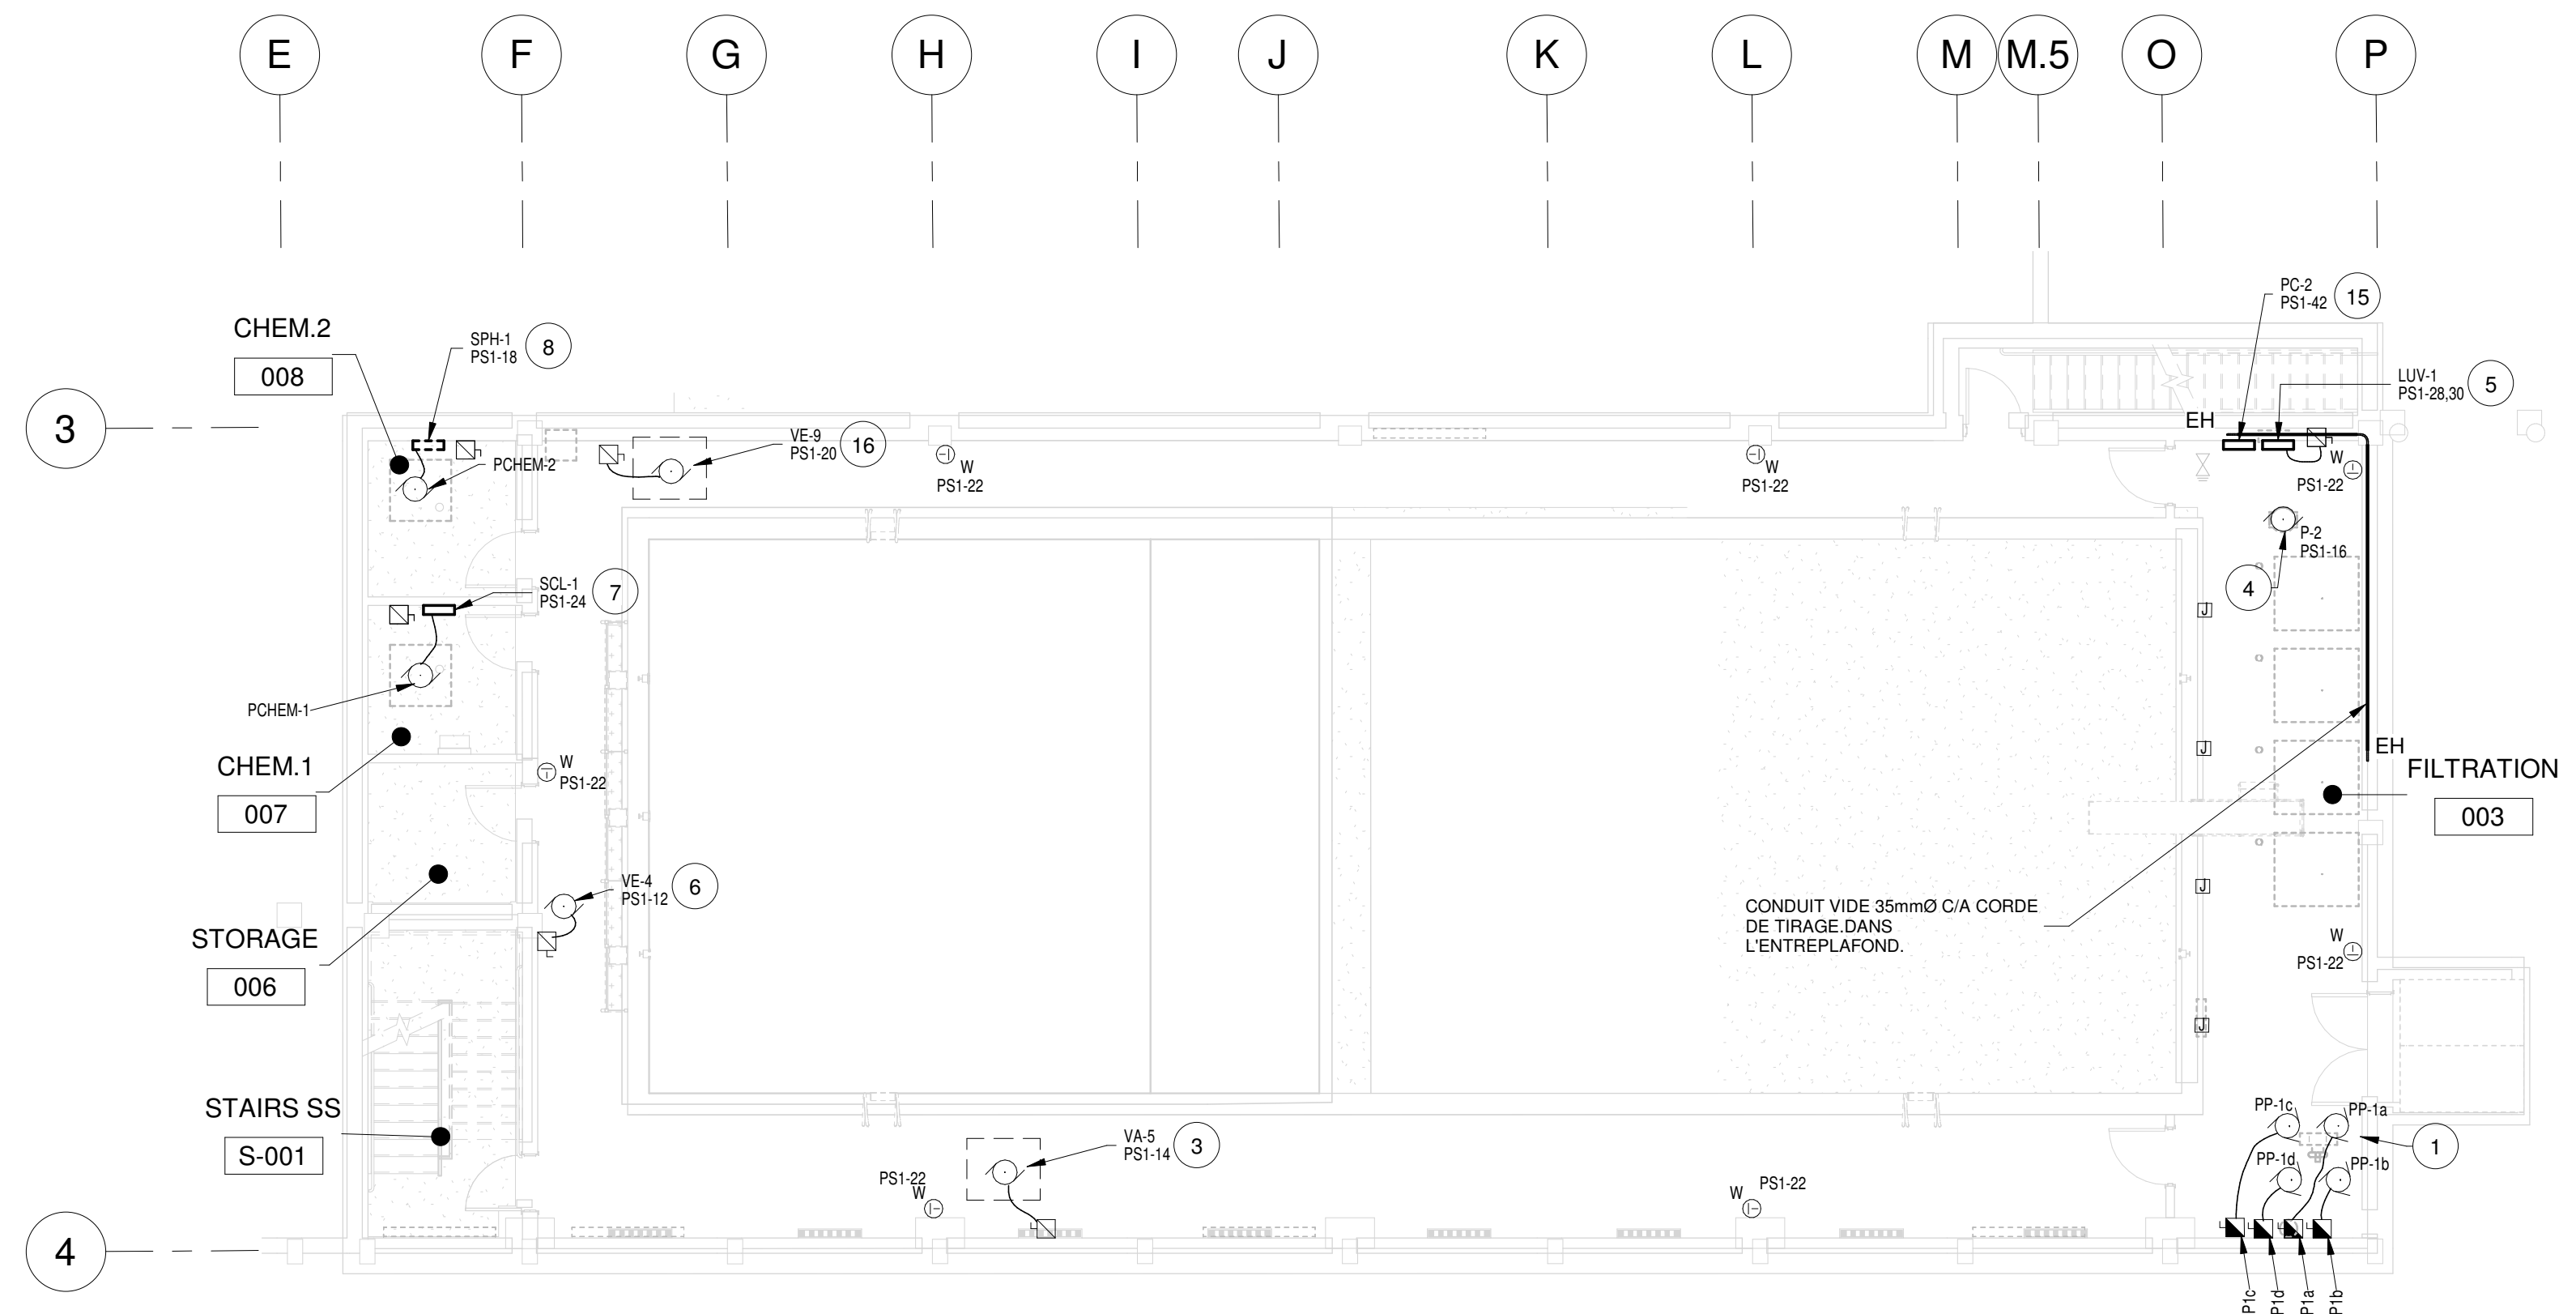 E F G H I J K L M M.5 O P
PC-2
PS1-42
15
CHEM.2
008
SPH-1
PS1-18
8
LUV-1
PS1-28,30
5
3
EH
VE-9
PS1-20
16
PCHEM-2
W
PS1-22
W
PS1-22
W
PS1-22
P-2
PS1-16
4
SCL-1
PS1-24
7
J
PCHEM-1
J
EH
CHEM.1
007
W
PS1-22
FILTRATION
003
VE-4
PS1-12
6
J
CONDUIT VIDE 35mmØ C/A CORDE
DE TIRAGE.DANS
L'ENTREPLAFOND.
STORAGE
006
W
PS1-22
J
STAIRS SS
S-001
PP-1c
PP-1a
1
VA-5
PS1-14
3
PP-1d
PP-1b
PS1-22
W
W
PS1-22
4
P1c
P1d
P1a
P1b